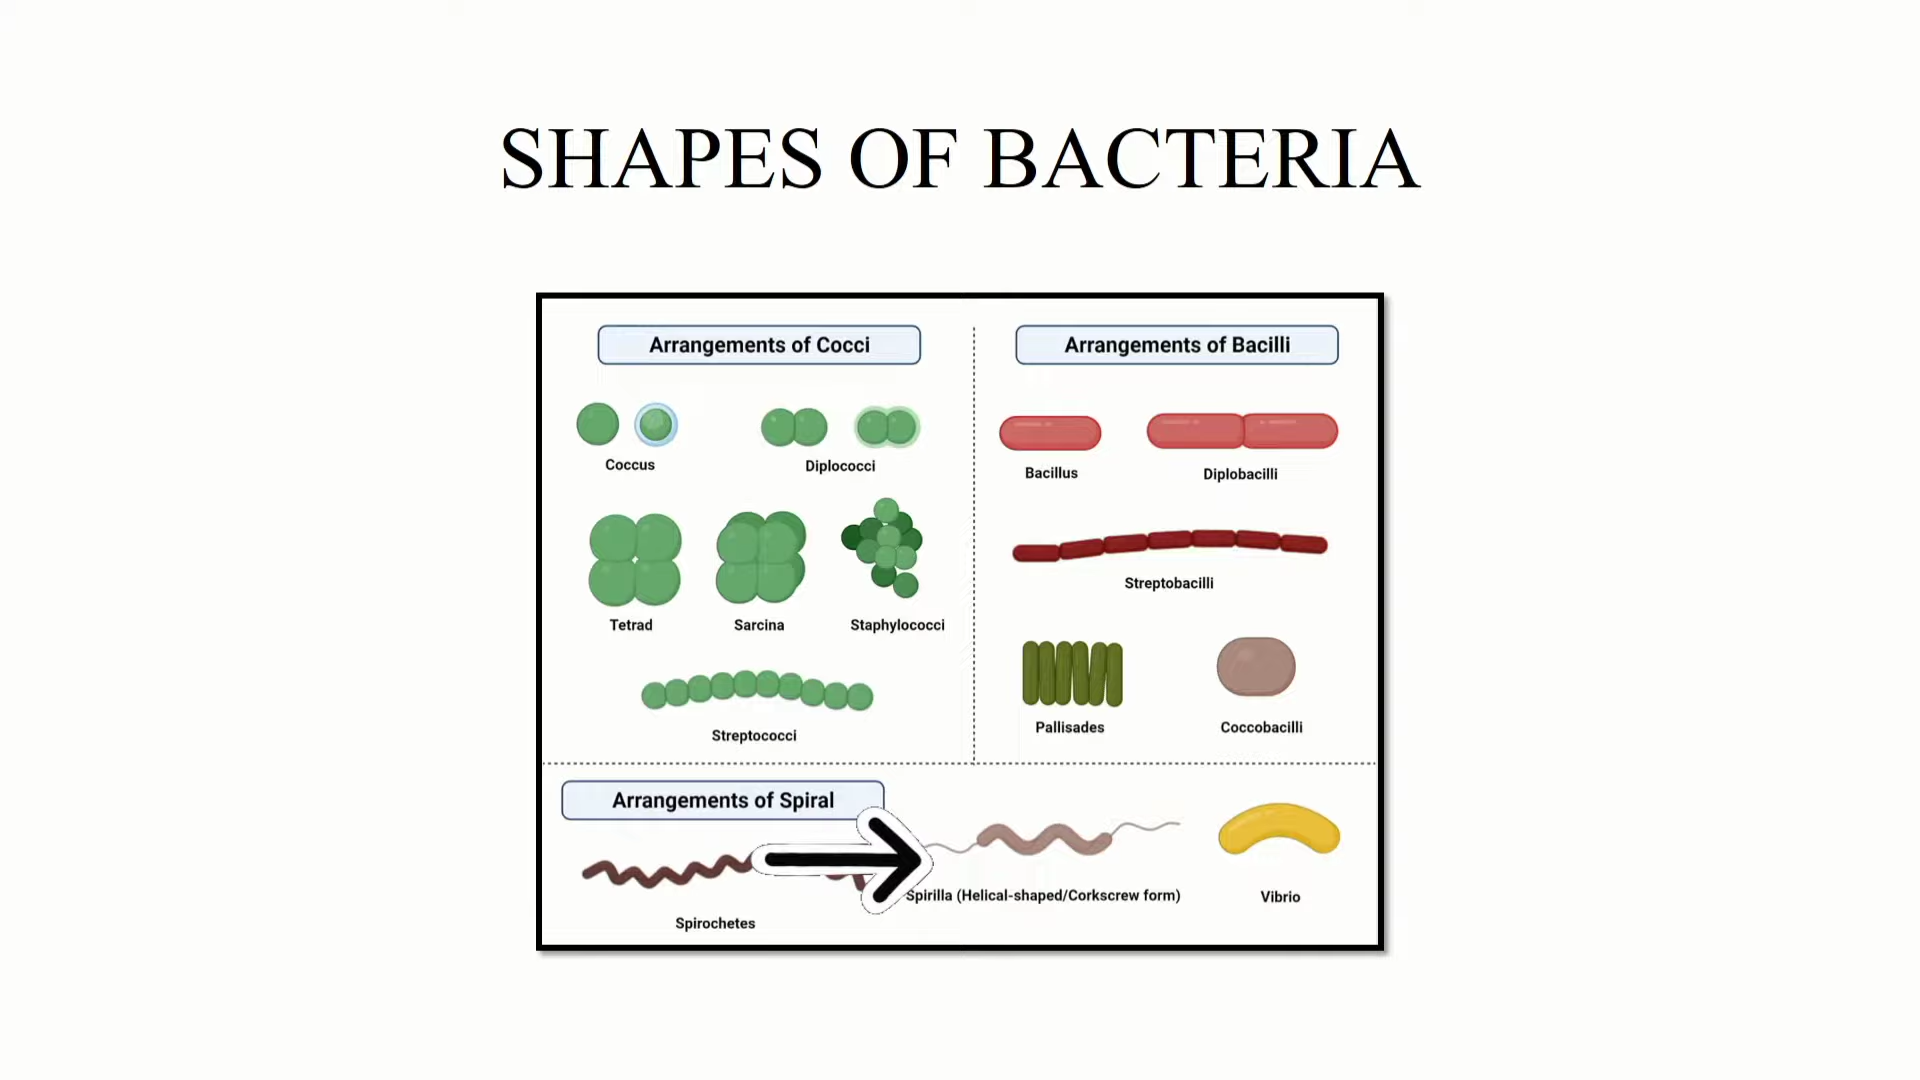 SHAPES OF BACTERIA
Arrangements of Cocci
Coccus
Diplococci
Tetrad
Sarcina
Staphylococci
Streptococci
Arrangements of Bacilli
Bacillus
Diplobacilli
Streptobacilli
Pallisades
Coccobacilli
Arrangements of Spiral
Spirochetes
Spirilla (Helical-shaped/Corkscrew form)
Vibrio